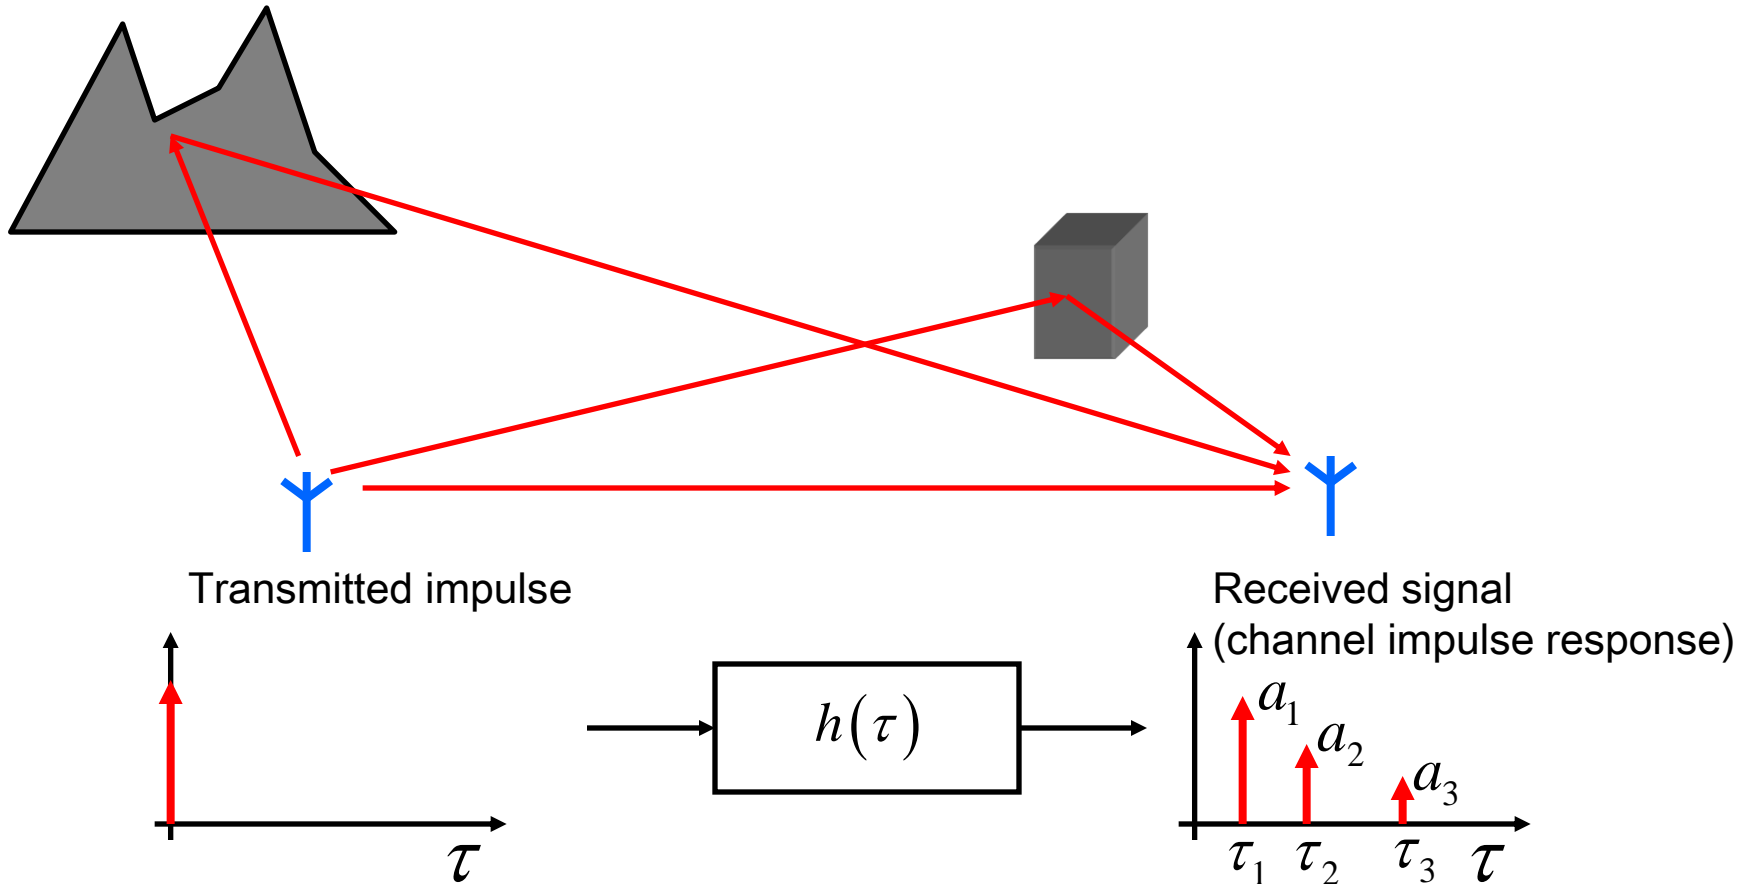 Transmitted impulse
Received signal
(channel impulse response)
h(τ)
a₁
a₂
a₃
τ
τ₁ τ₂ τ₃ τ